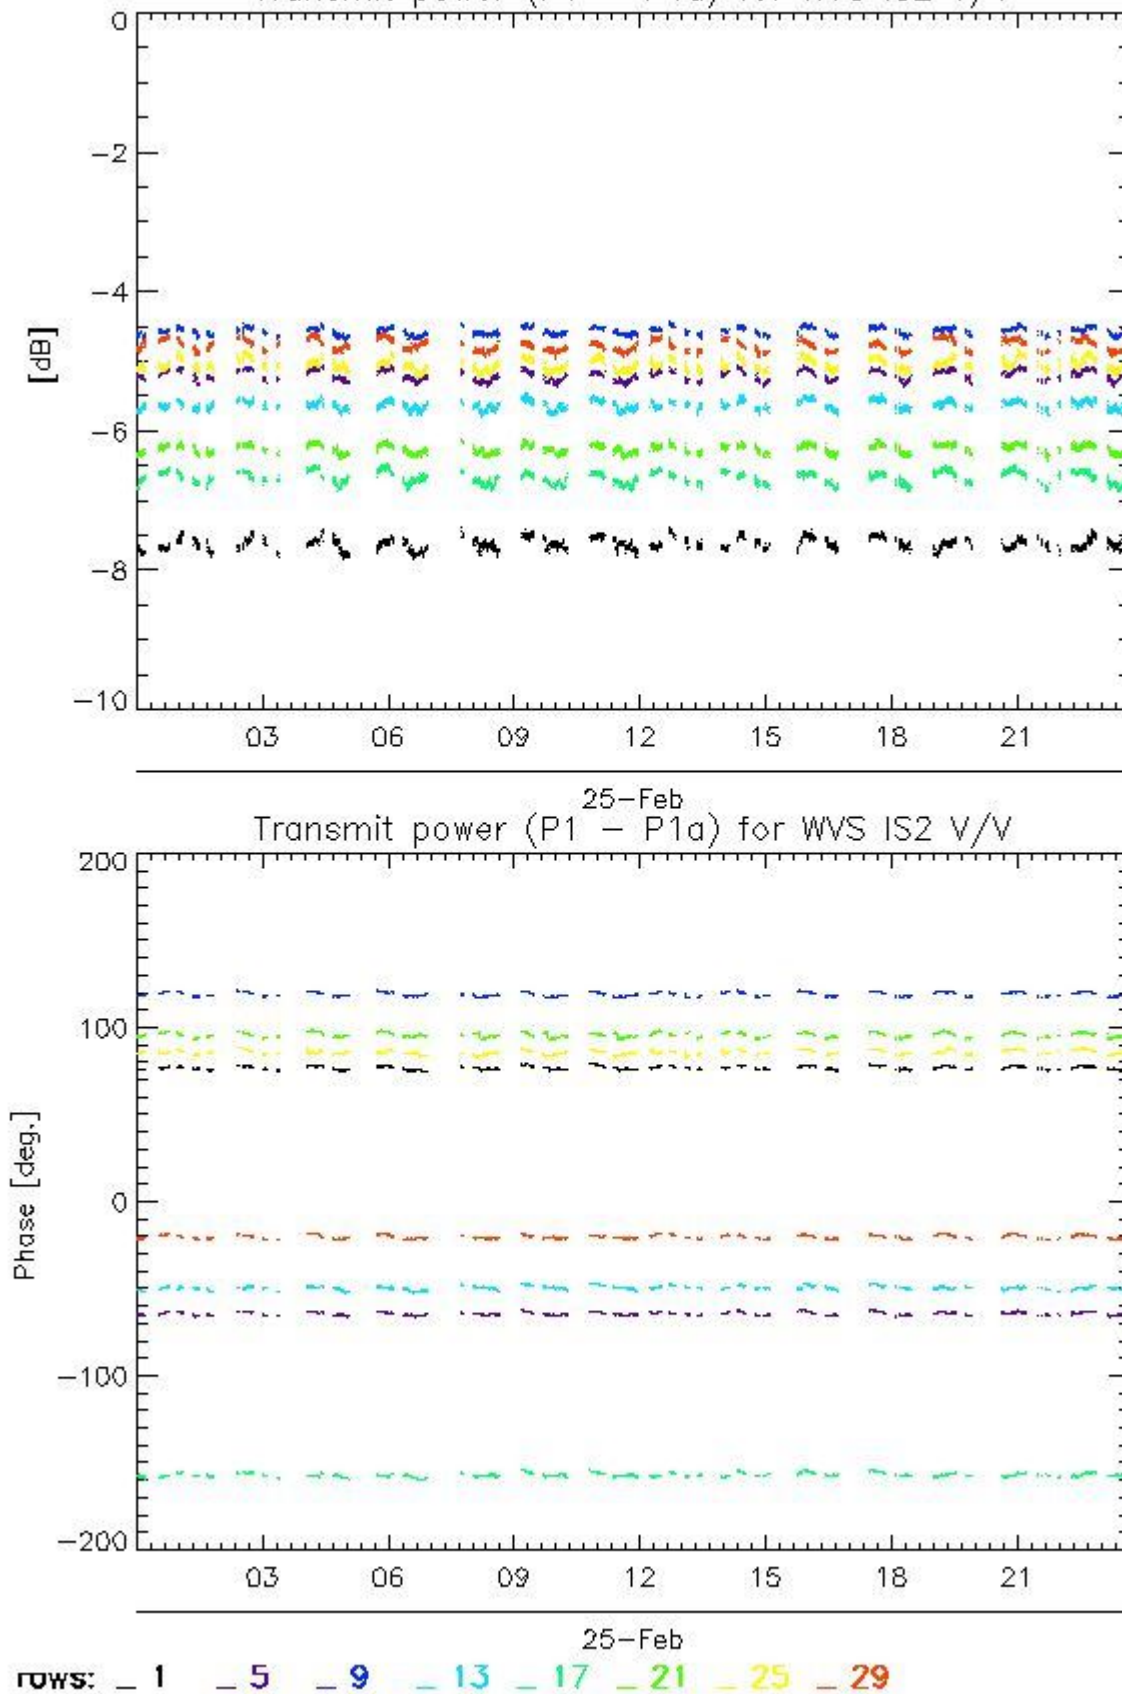 0
−2
−4
[dB]
−6
−8
−10
03 06 09 12 15 18 21
25−Feb
Transmit power (P1 − P1a) for WVS IS2 V/V
200
100
Phase [deg.]
0
−100
−200
03 06 09 12 15 18 21
25−Feb
rows: _ 1 _ 5 _ 9 _ 13 _ 17 _ 21 _ 25 _ 29